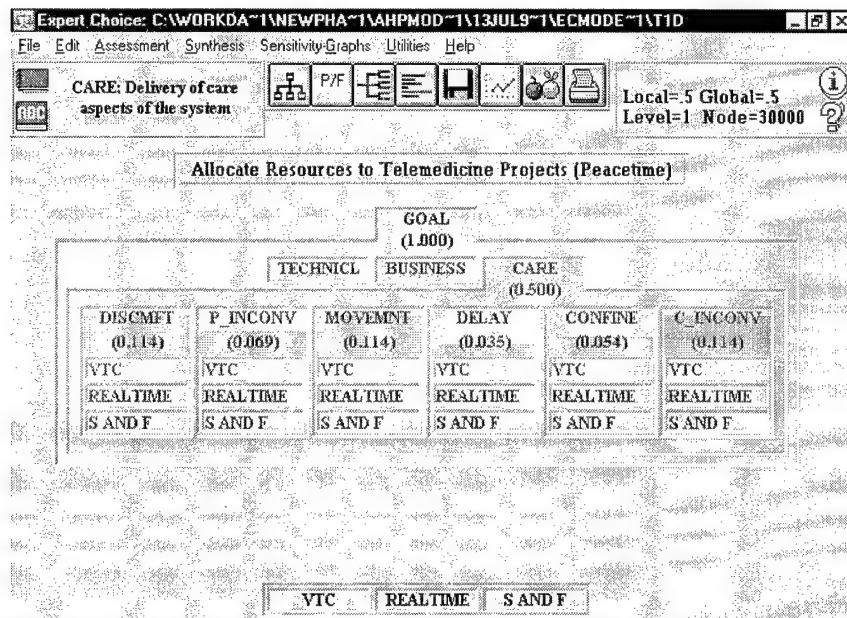 Expert Choice: C:\WORKDA~1\NEWPHA~1\AHPMOD~1\13JUL9~1\ECMODE~1\T1D
File Edit Assessment Synthesis Sensitivity-Graphs Utilities Help
ABC
CARE: Delivery of care
aspects of the system
P/F
Local=.5 Global=.5
Level=1 Node=30000
Allocate Resources to Telemedicine Projects (Peacetime)
GOAL
(1.000)
TECHNICL BUSINESS CARE
(0.500)
DISCMFT P_INCONV MOVEMNT DELAY CONFINE C_INCONV
(0.114) (0.069) (0.114) (0.035) (0.054) (0.114)
VTC VTC VTC VTC VTC VTC
REALTIME REALTIME REALTIME REALTIME REALTIME REALTIME
S AND F S AND F S AND F S AND F S AND F S AND F
VTC REALTIME S AND F